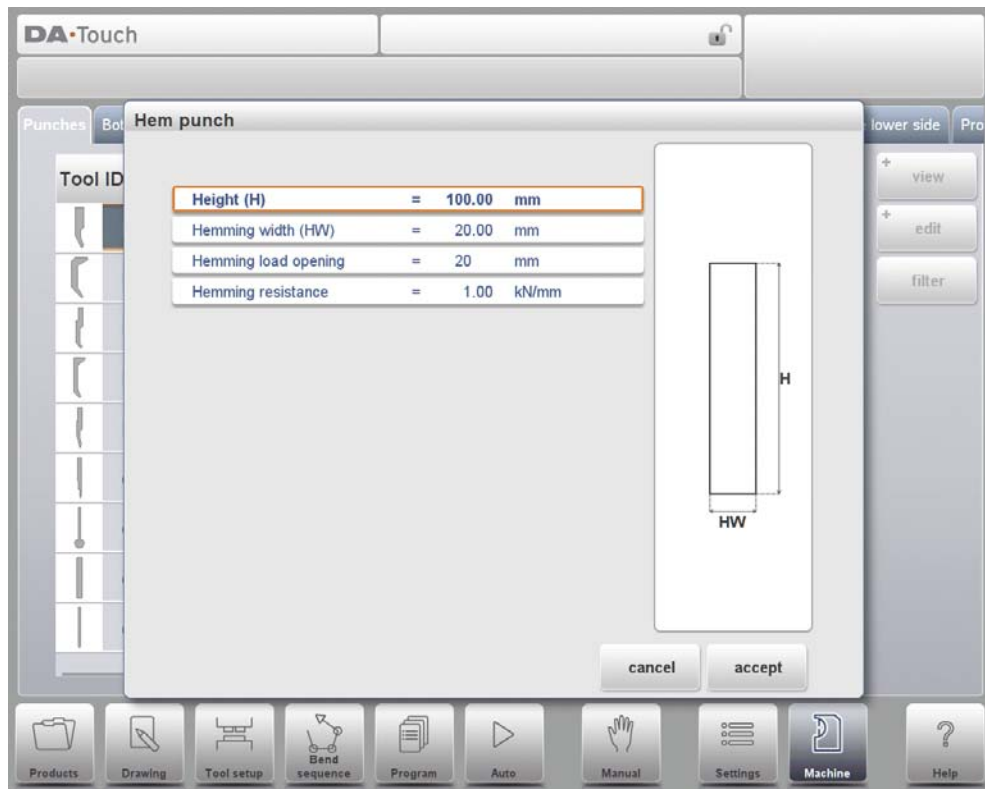 DA•Touch
Punches Bot lower side Pro
Hem punch
Tool ID
+ view
Height (H) = 100.00 mm
Hemming width (HW) = 20.00 mm
+ edit
Hemming load opening = 20 mm
filter
Hemming resistance = 1.00 kN/mm
H
HW
cancel accept
Products Drawing Tool setup Bend sequence Program Auto Manual Settings Machine ? Help